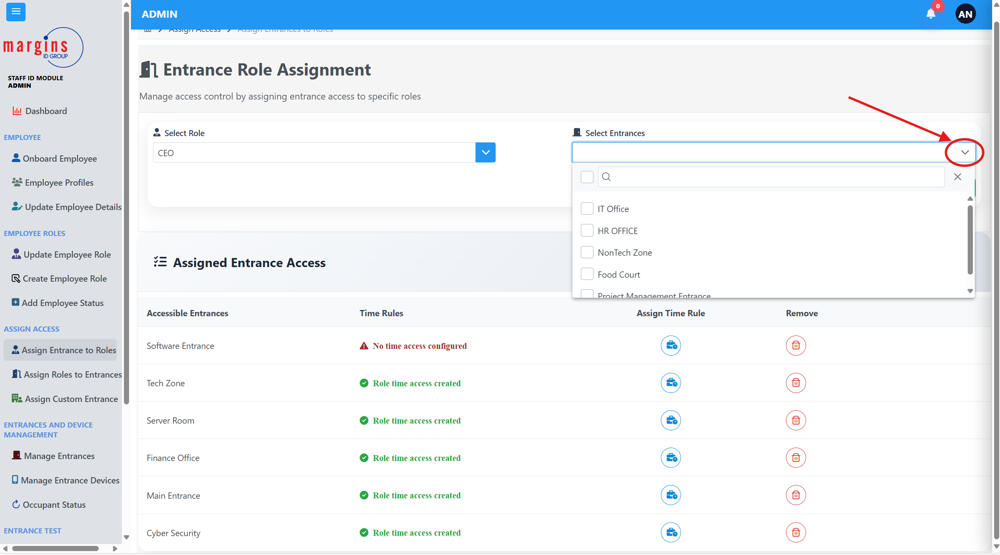 ADMIN
0
AN
margins
ID GROUP
STAFF ID MODULE
ADMIN
Dashboard
EMPLOYEE
Onboard Employee
Employee Profiles
Update Employee Details
EMPLOYEE ROLES
Update Employee Role
Create Employee Role
Add Employee Status
ASSIGN ACCESS
Assign Entrance to Roles
Assign Roles to Entrances
Assign Custom Entrance
ENTRANCES AND DEVICE
MANAGEMENT
Manage Entrances
Manage Entrance Devices
Occupant Status
ENTRANCE TEST
Assign Access
Assign Entrances to Roles
Entrance Role Assignment
Manage access control by assigning entrance access to specific roles
Select Role
CEO
Select Entrances
IT Office
HR OFFICE
NonTech Zone
Food Court
Project Management Entrance
Assigned Entrance Access
Accessible Entrances Time Rules Assign Time Rule Remove
Software Entrance No time access configured
Tech Zone Role time access created
Server Room Role time access created
Finance Office Role time access created
Main Entrance Role time access created
Cyber Security Role time access created